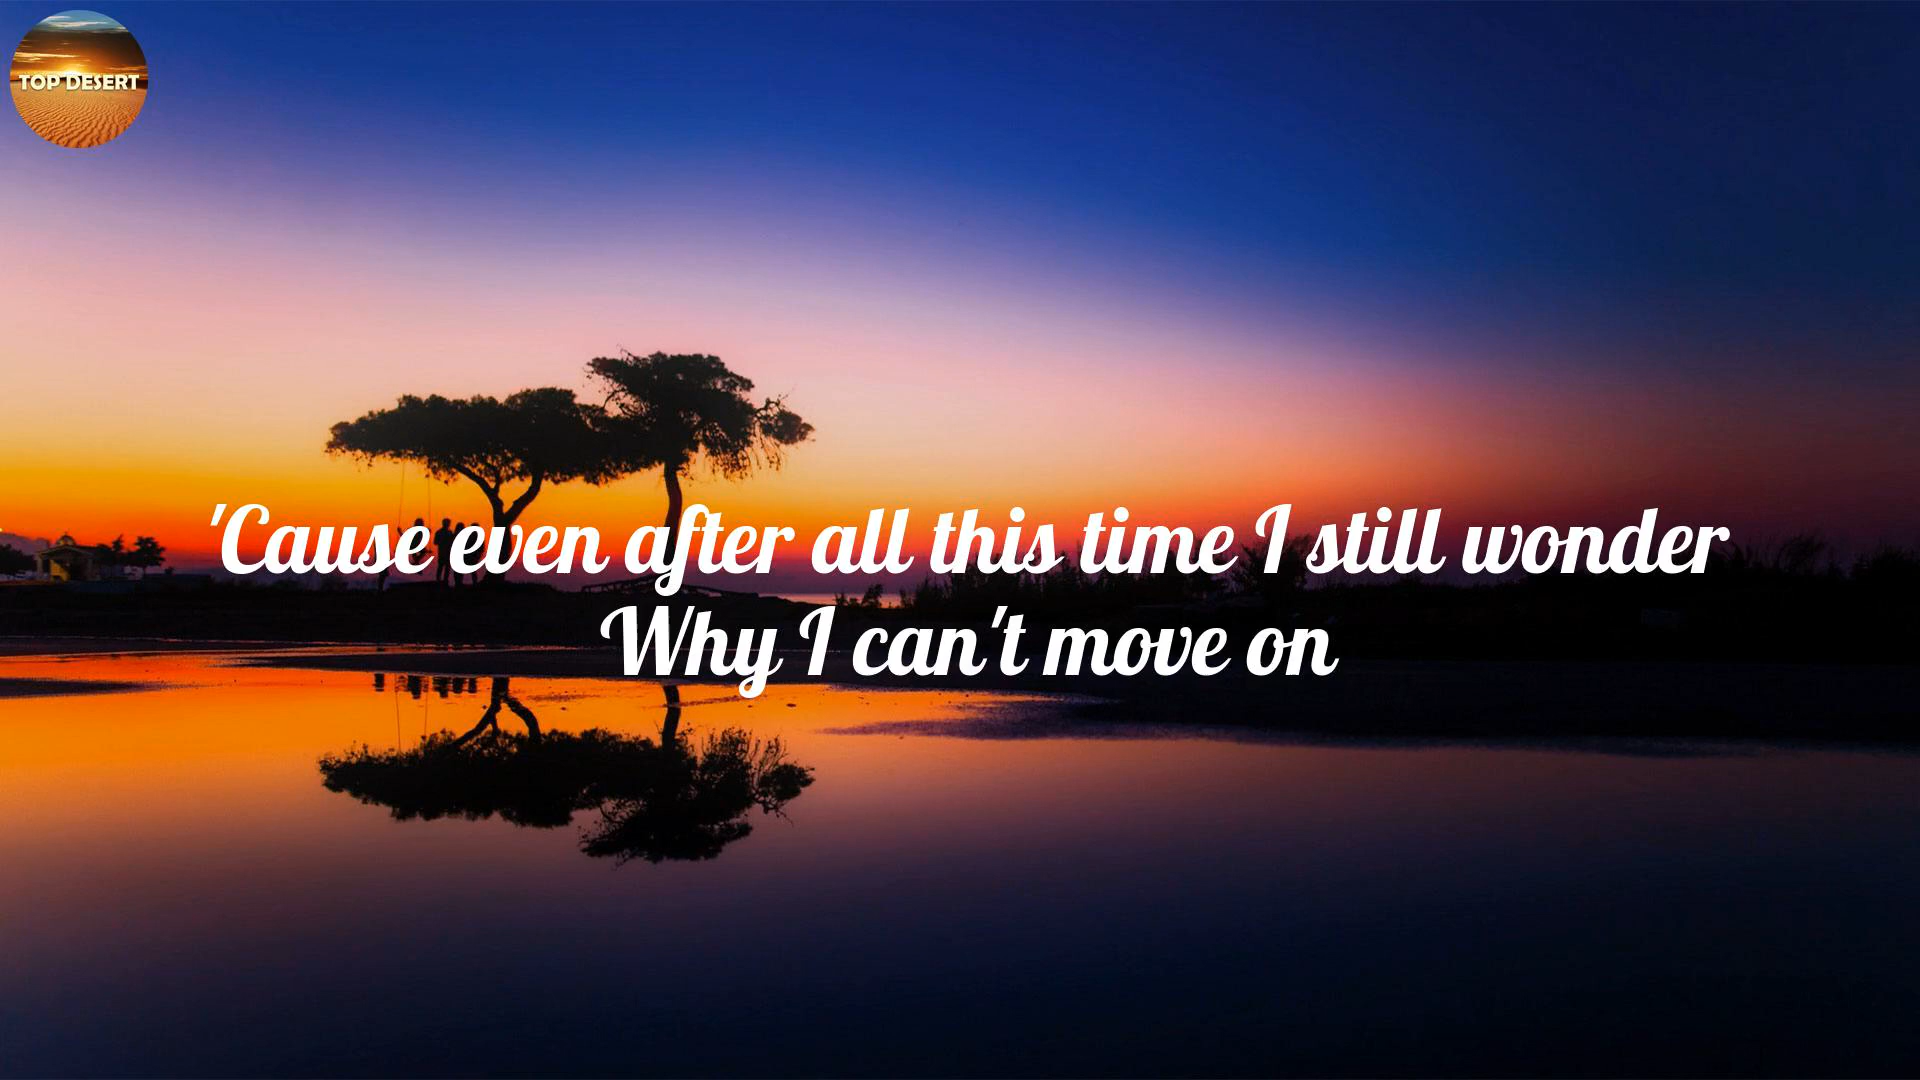 TOP DESERT
'Cause even after all this time I still wonder
Why I can't move on